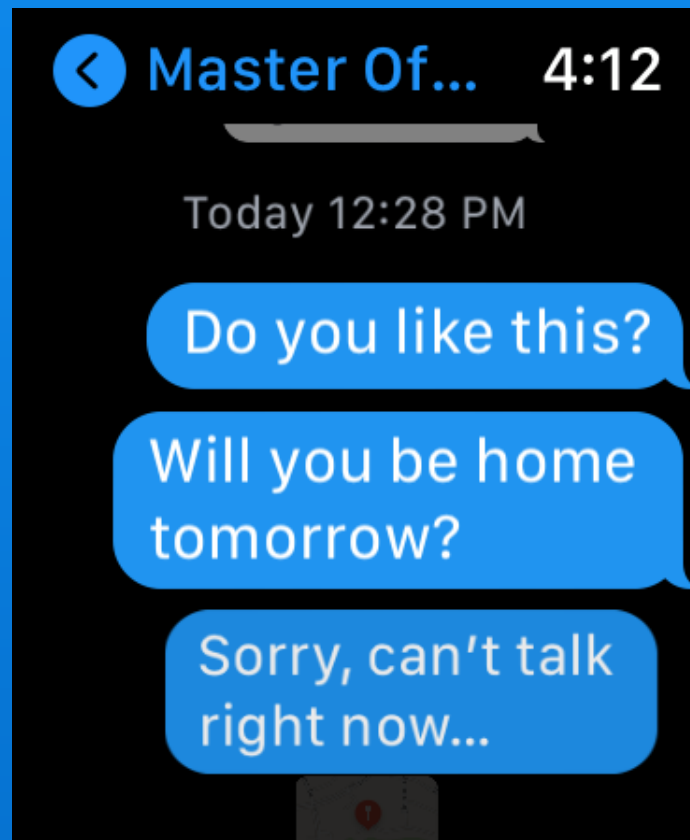 Master Of... 4:12
Today 12:28 PM
Do you like this?
Will you be home
tomorrow?
Sorry, can’t talk
right now...